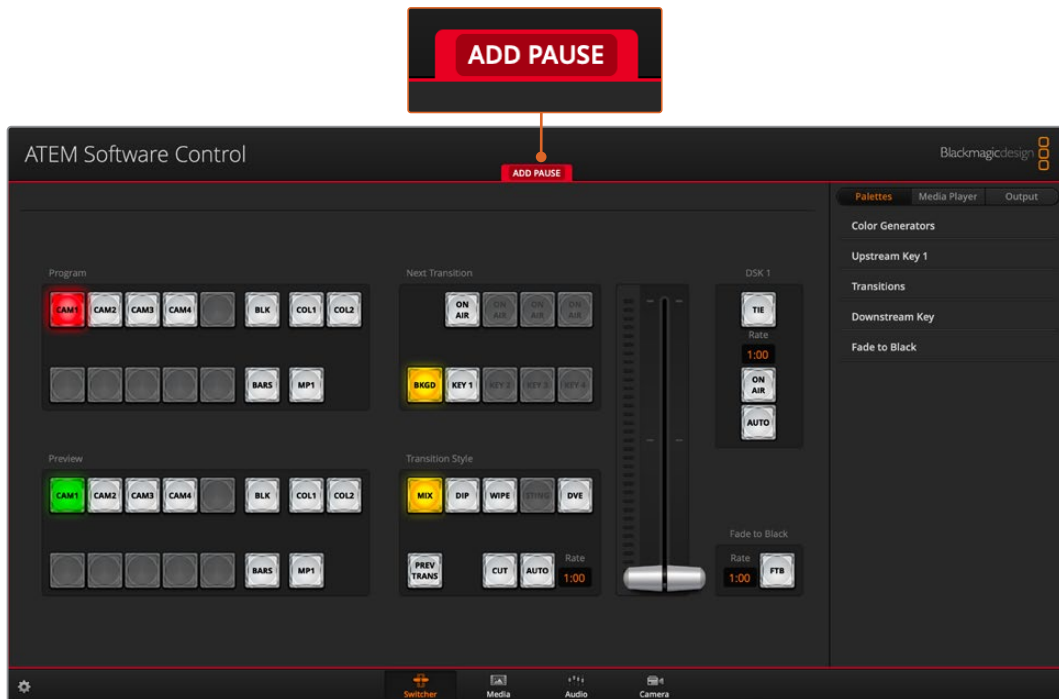 ADD PAUSE
ATEM Software Control
Blackmagicdesign
ADD PAUSE
Palettes Media Player Output
Color Generators
Upstream Key 1
Transitions
Downstream Key
Fade to Black
Program
CAM1 CAM2 CAM3 CAM4 BLK COL1 COL2
BARS MP1
Next Transition
ON AIR ON AIR ON AIR ON AIR
BKGD KEY 1 KEY 2 KEY 3 KEY 4
DSK 1
TIE
Rate
1:00
ON AIR
AUTO
Preview
CAM1 CAM2 CAM3 CAM4 BLK COL1 COL2
BARS MP1
Transition Style
MIX DIP WIPE STING DVE
PREV TRANS CUT AUTO
Rate
1:00
Fade to Black
Rate
1:00 FTB
Switcher Media Audio Camera